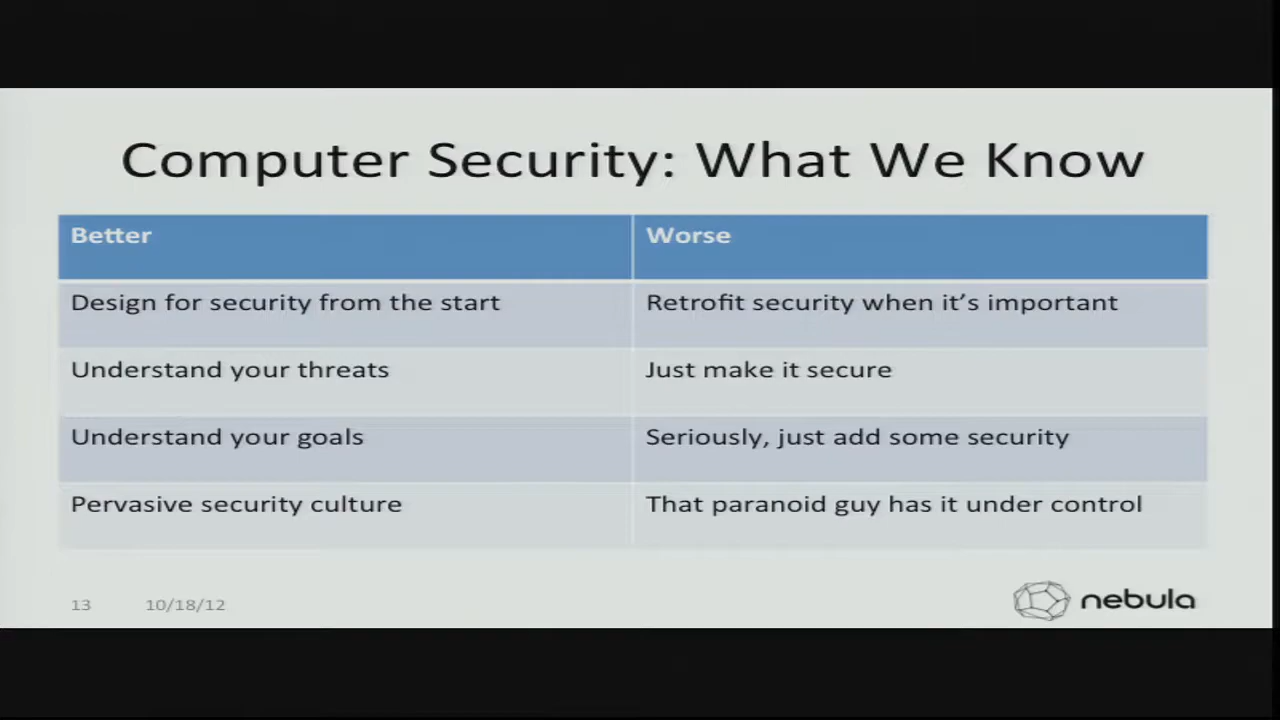 Computer Security: What We Know
Better
Worse
Design for security from the start
Retrofit security when it's important
Understand your threats
Just make it secure
Understand your goals
Seriously, just add some security
Pervasive security culture
That paranoid guy has it under control
13
10/18/12
nebula